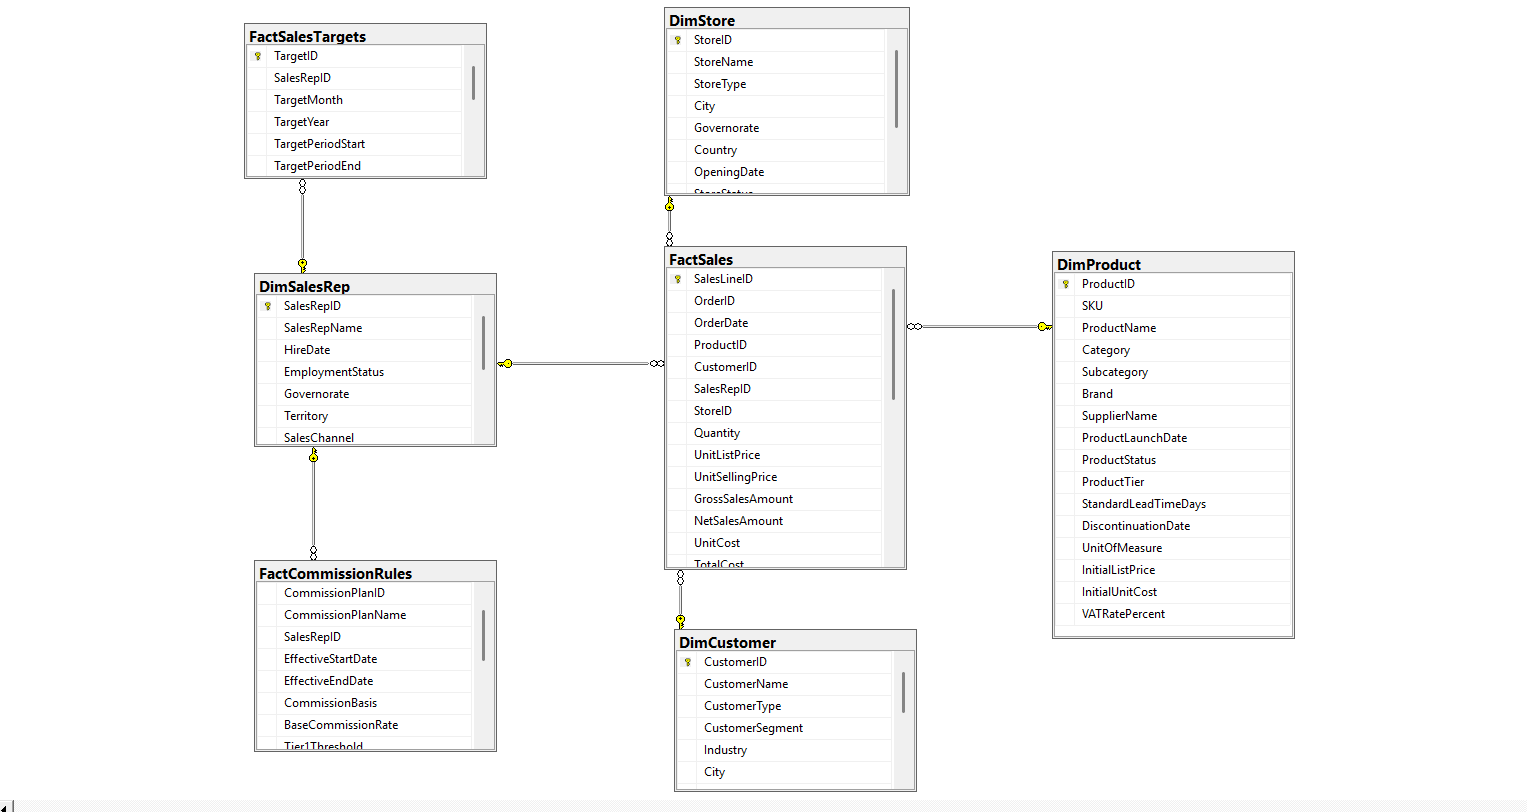 FactSalesTargets
TargetID
SalesRepID
TargetMonth
TargetYear
TargetPeriodStart
TargetPeriodEnd
DimStore
StoreID
StoreName
StoreType
City
Governorate
Country
OpeningDate
StoreStatus
DimSalesRep
SalesRepID
SalesRepName
HireDate
EmploymentStatus
Governorate
Territory
SalesChannel
FactSales
SalesLineID
OrderID
OrderDate
ProductID
CustomerID
SalesRepID
StoreID
Quantity
UnitListPrice
UnitSellingPrice
GrossSalesAmount
NetSalesAmount
UnitCost
TotalCost
DimProduct
ProductID
SKU
ProductName
Category
Subcategory
Brand
SupplierName
ProductLaunchDate
ProductStatus
ProductTier
StandardLeadTimeDays
DiscontinuationDate
UnitOfMeasure
InitialListPrice
InitialUnitCost
VATRatePercent
FactCommissionRules
CommissionPlanID
CommissionPlanName
SalesRepID
EffectiveStartDate
EffectiveEndDate
CommissionBasis
BaseCommissionRate
Tier1Threshold
DimCustomer
CustomerID
CustomerName
CustomerType
CustomerSegment
Industry
City